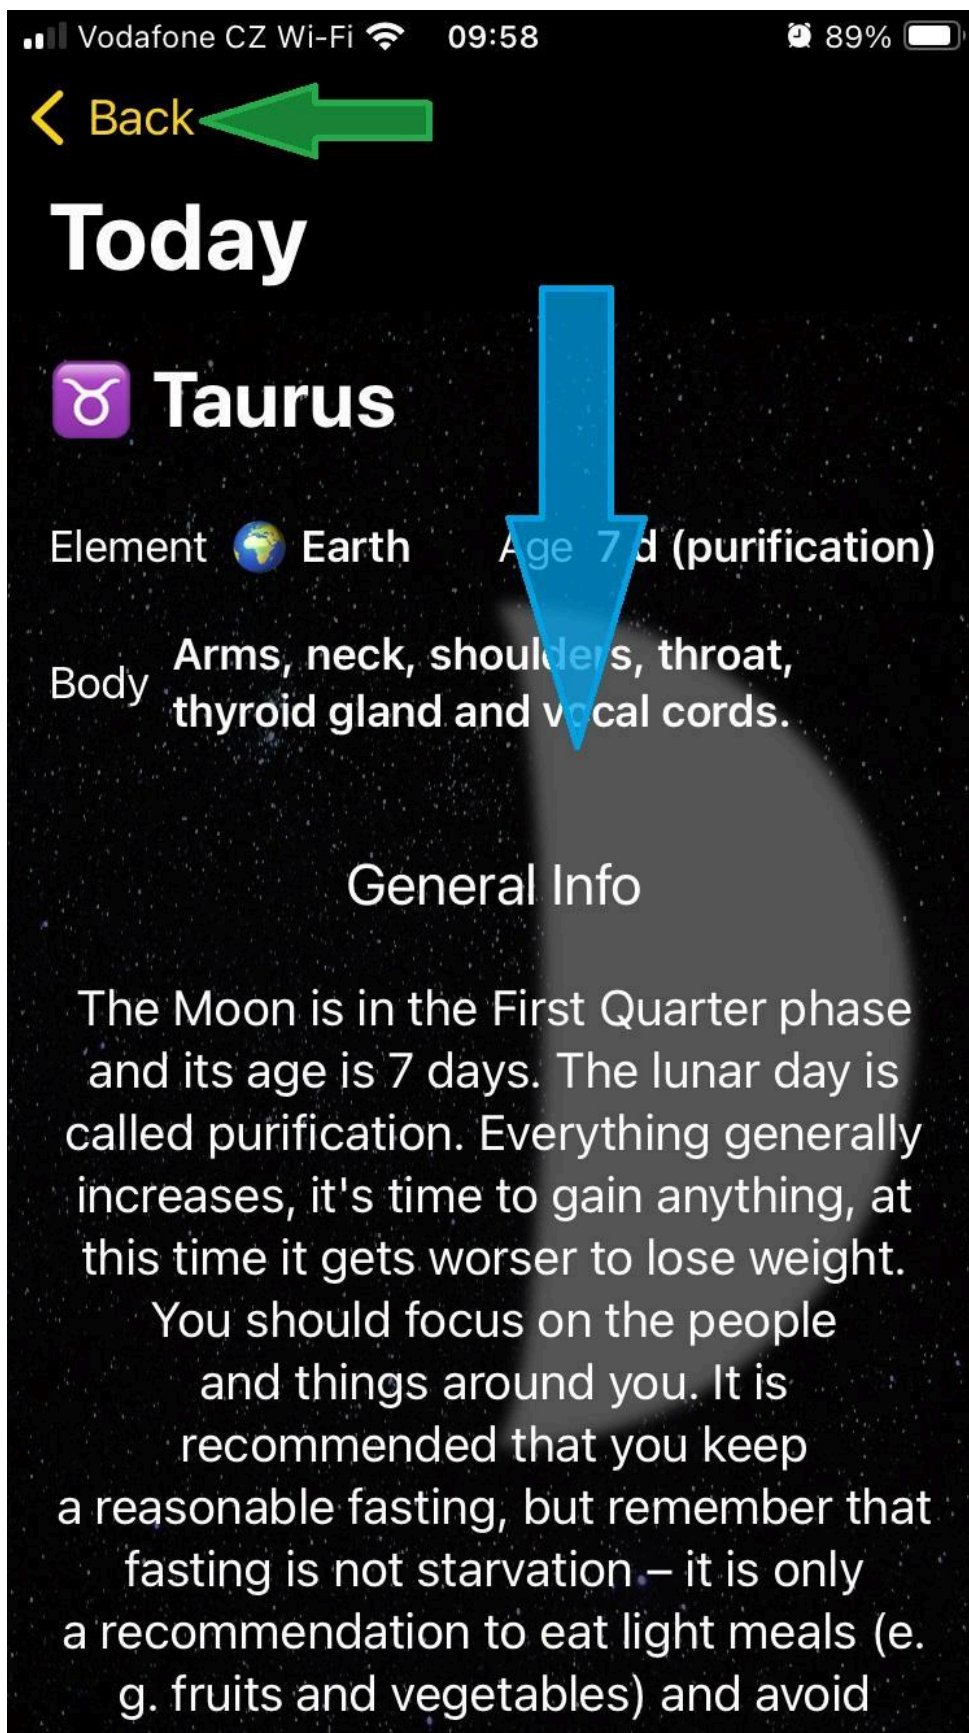 Vodafone CZ Wi-Fi 09:58 89%
Back
Today
Taurus
Element Earth Age 7 d (purification)
Body Arms, neck, shoulders, throat,
thyroid gland and vocal cords.
General Info
The Moon is in the First Quarter phase
and its age is 7 days. The lunar day is
called purification. Everything generally
increases, it's time to gain anything, at
this time it gets worser to lose weight.
You should focus on the people
and things around you. It is
recommended that you keep
a reasonable fasting, but remember that
fasting is not starvation – it is only
a recommendation to eat light meals (e.
g. fruits and vegetables) and avoid